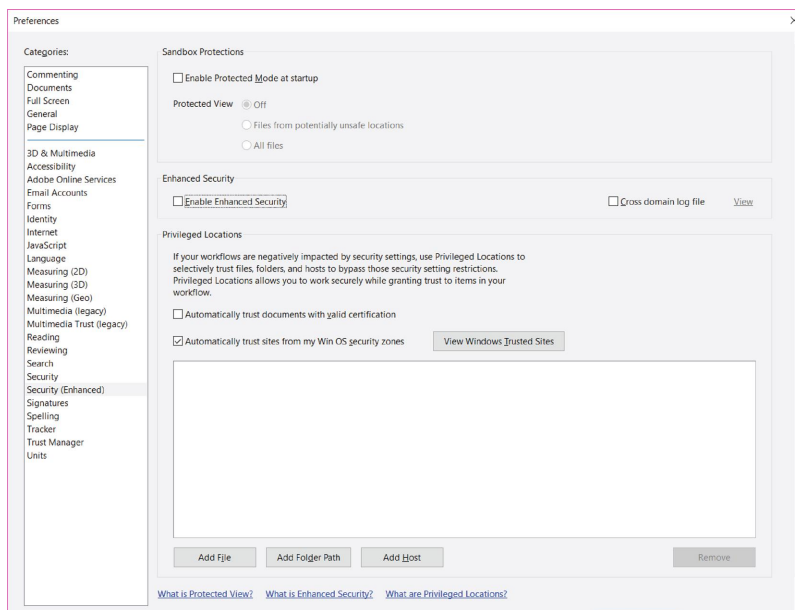 Preferences
Categories:
Commenting
Documents
Full Screen
General
Page Display
3D & Multimedia
Accessibility
Adobe Online Services
Email Accounts
Forms
Identity
Internet
JavaScript
Language
Measuring (2D)
Measuring (3D)
Measuring (Geo)
Multimedia (legacy)
Multimedia Trust (legacy)
Reading
Reviewing
Search
Security
Security (Enhanced)
Signatures
Spelling
Tracker
Trust Manager
Units
Sandbox Protections
Enable Protected Mode at startup
Protected View Off
Files from potentially unsafe locations
All files
Enhanced Security
Enable Enhanced Security Cross domain log file View
Privileged Locations
If your workflows are negatively impacted by security settings, use Privileged Locations to
selectively trust files, folders, and hosts to bypass those security setting restrictions.
Privileged Locations allows you to work securely while granting trust to items in your
workflow.
Automatically trust documents with valid certification
Automatically trust sites from my Win OS security zones View Windows Trusted Sites
Add File Add Folder Path Add Host Remove
What is Protected View? What is Enhanced Security? What are Privileged Locations?